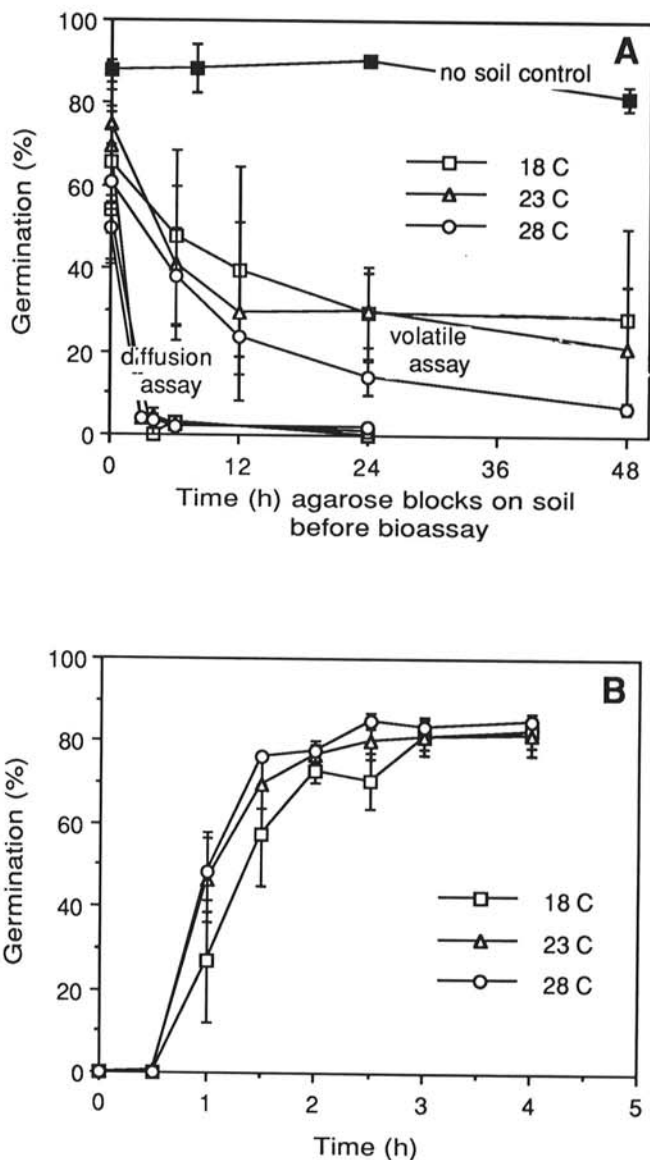 A
100
80
60
40
20
0
Germination (%)
no soil control
18 C
23 C
28 C
diffusion
assay
volatile
assay
0 12 24 36 48
Time (h) agarose blocks on soil
before bioassay
B
100
80
60
40
20
0
Germination (%)
18 C
23 C
28 C
0 1 2 3 4 5
Time (h)